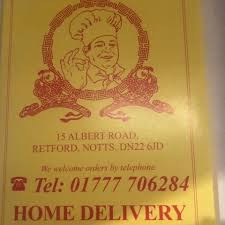 15 ALBERT ROAD,
RETFORD, NOTTS, DN22 6JD
We welcome orders by telephone.
☎ Tel: 01777 706284
HOME DELIVERY